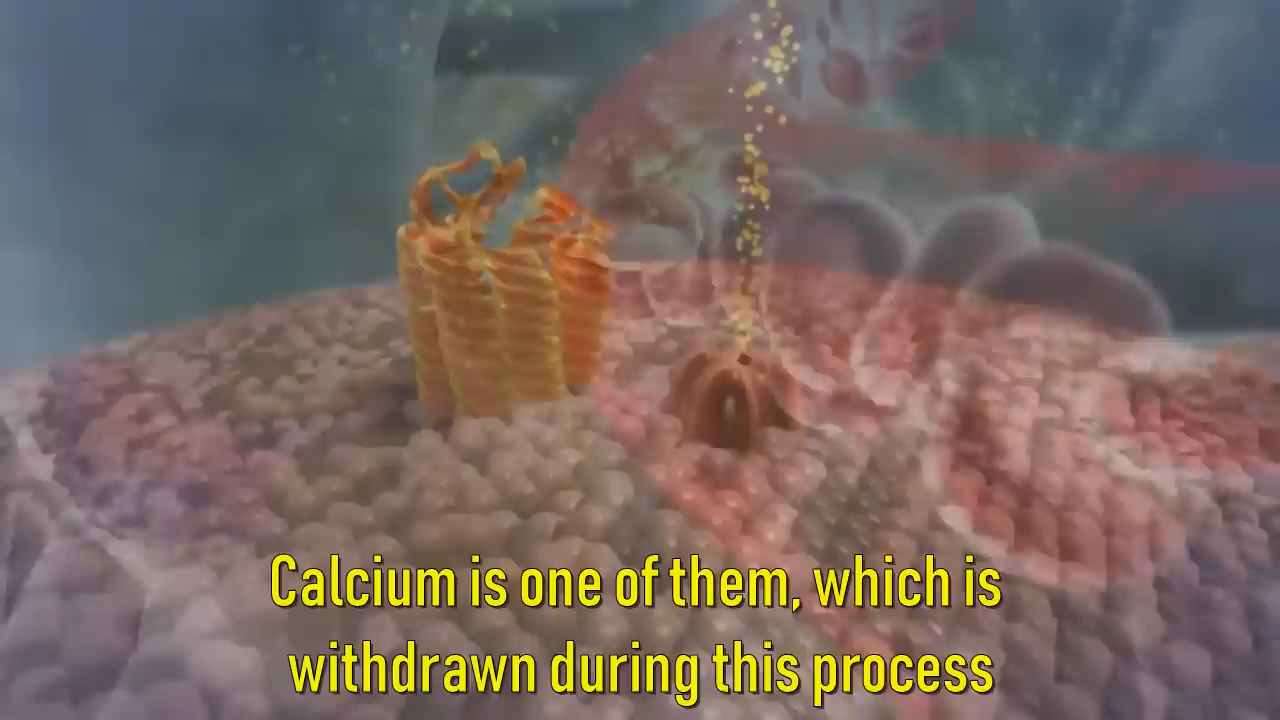 Calcium is one of them, which is
withdrawn during this process